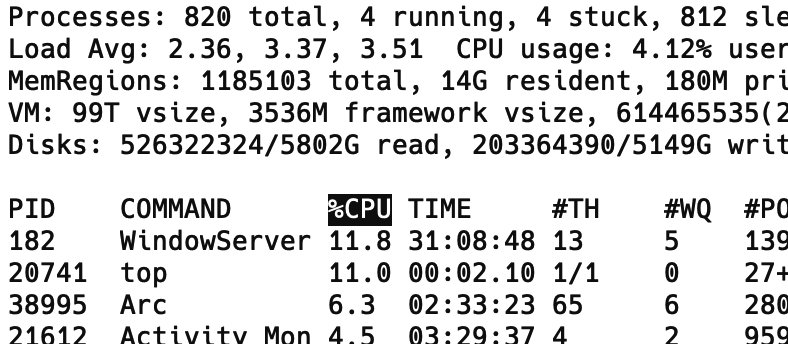 Processes: 820 total, 4 running, 4 stuck, 812 sle
Load Avg: 2.36, 3.37, 3.51  CPU usage: 4.12% user
MemRegions: 1185103 total, 14G resident, 180M pri
VM: 99T vsize, 3536M framework vsize, 614465535(2
Disks: 526322324/5802G read, 203364390/5149G writ
PID    COMMAND      %CPU TIME     #TH    #WQ  #PO
182    WindowServer 11.8 31:08:48 13     5    139
20741  top          11.0 00:02.10 1/1    0    27+
38995  Arc          6.3  02:33:23 65     6    280
21612  Activity Mon 4.5  03:29:37 4      2    959